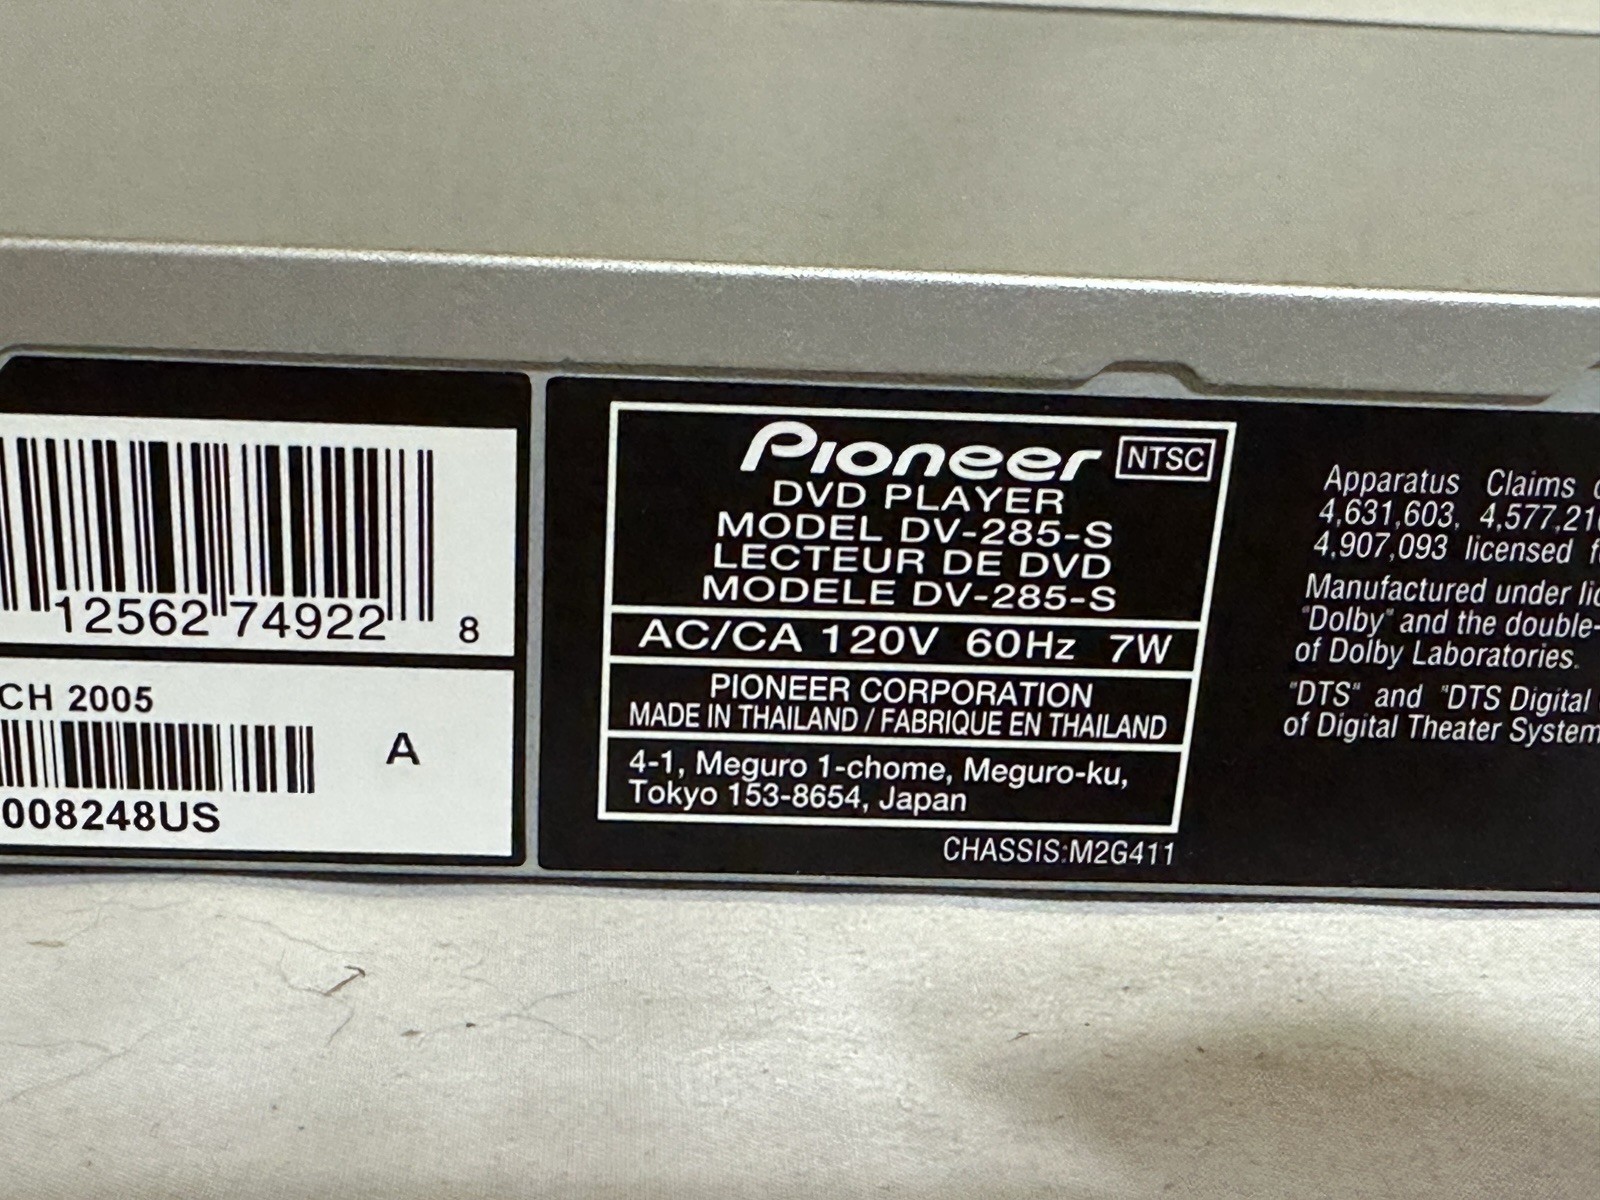 12562 74922 8
CH 2005
A
008248US
Pioneer NTSC
DVD PLAYER
MODEL DV-285-S
LECTEUR DE DVD
MODELE DV-285-S
AC/CA 120V 60Hz 7W
PIONEER CORPORATION
MADE IN THAILAND / FABRIQUE EN THAILAND
4-1, Meguro 1-chome, Meguro-ku,
Tokyo 153-8654, Japan
CHASSIS:M2G411
Apparatus Claims
4,631,603, 4,577,21
4,907,093 licensed
Manufactured under
"Dolby" and the double-
of Dolby Laboratories.
"DTS" and "DTS Digital
of Digital Theater System